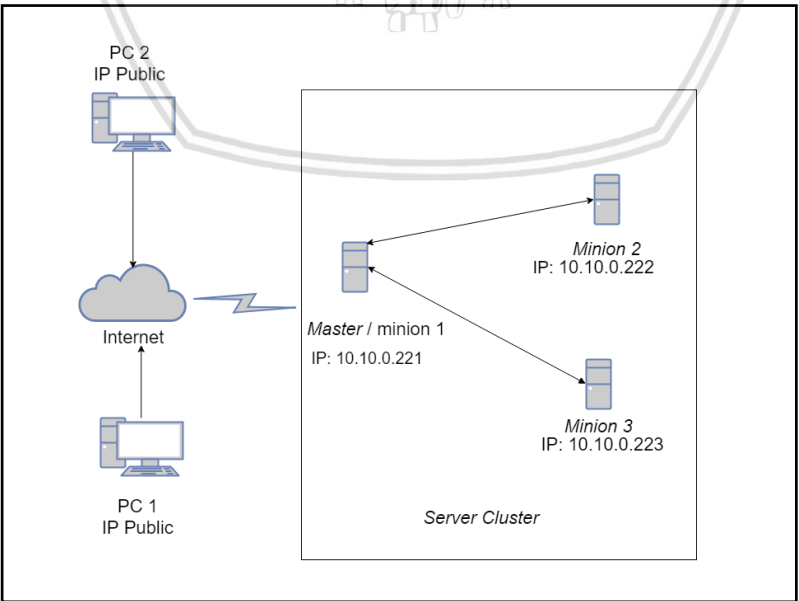 PC 2
IP Public
Internet
PC 1
IP Public
Master / minion 1
IP: 10.10.0.221
Minion 2
IP: 10.10.0.222
Minion 3
IP: 10.10.0.223
Server Cluster